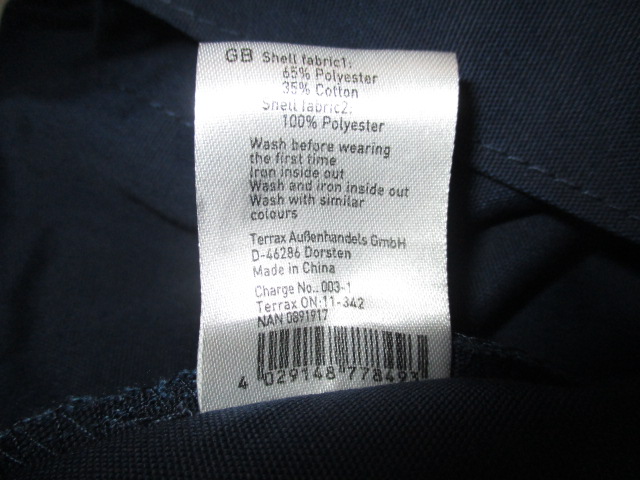 GB Shell fabric1:
65% Polyester
35% Cotton
Shell fabric2:
100% Polyester
Wash before wearing
the first time
Iron inside out
Wash and iron inside out
Wash with similar
colours
Terrax Außenhandels GmbH
D-46286 Dorsten
Made in China
Charge No.: 003-1
Terrax ON: 11-342
NAN 0891917
4 029148 778493